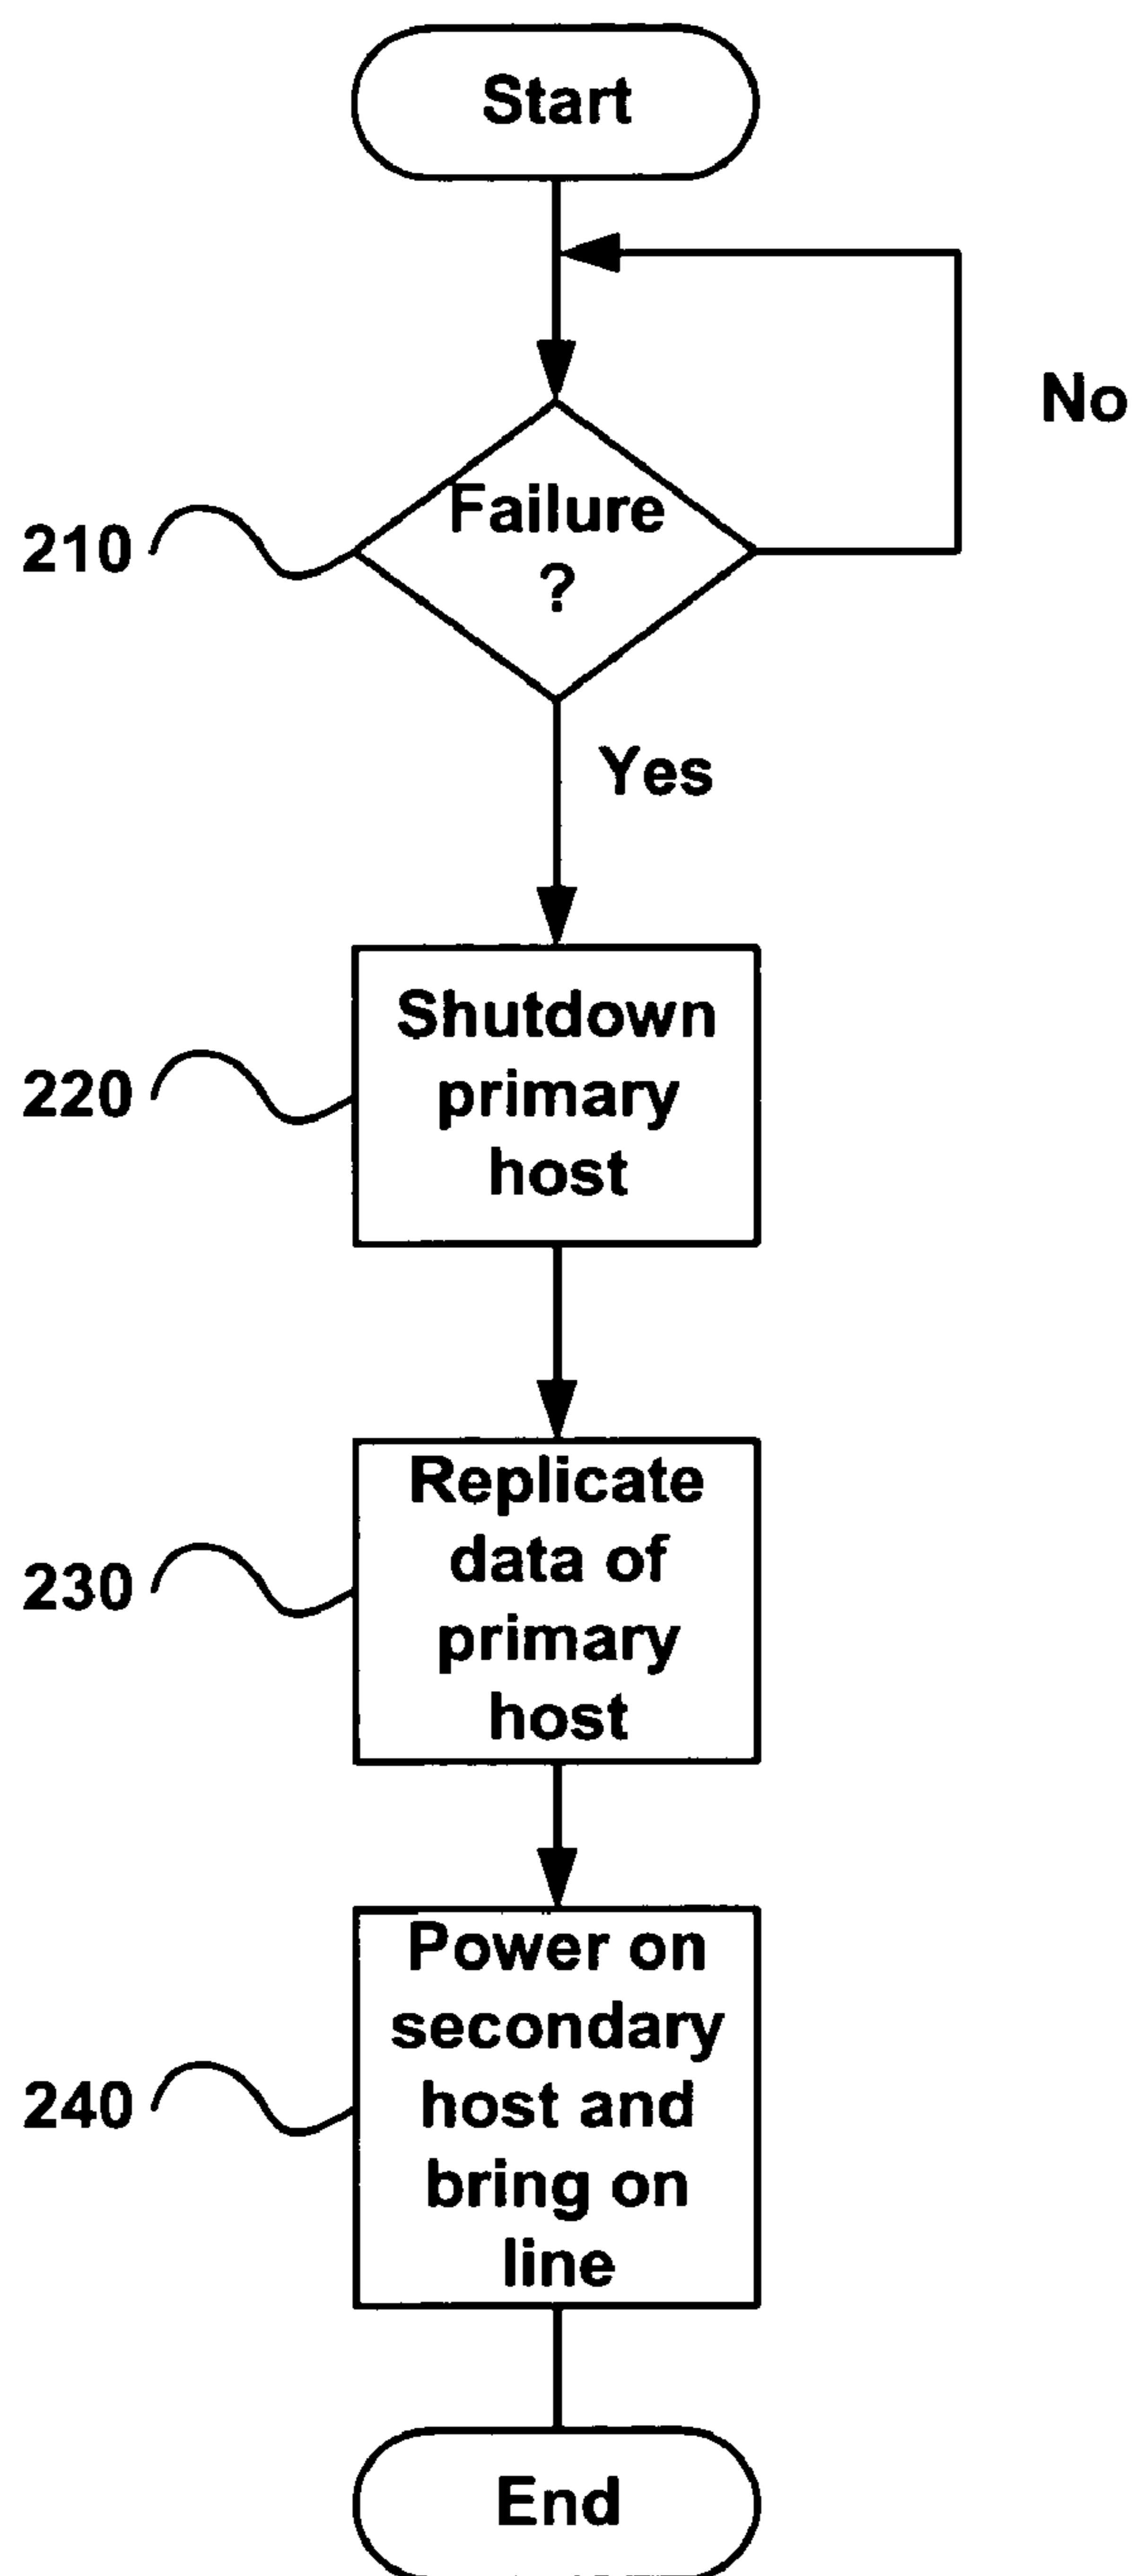 Start
No
Failure
?
210
Yes
Shutdown
primary
host
220
Replicate
data of
primary
host
230
Power on
secondary
host and
bring on
line
240
End